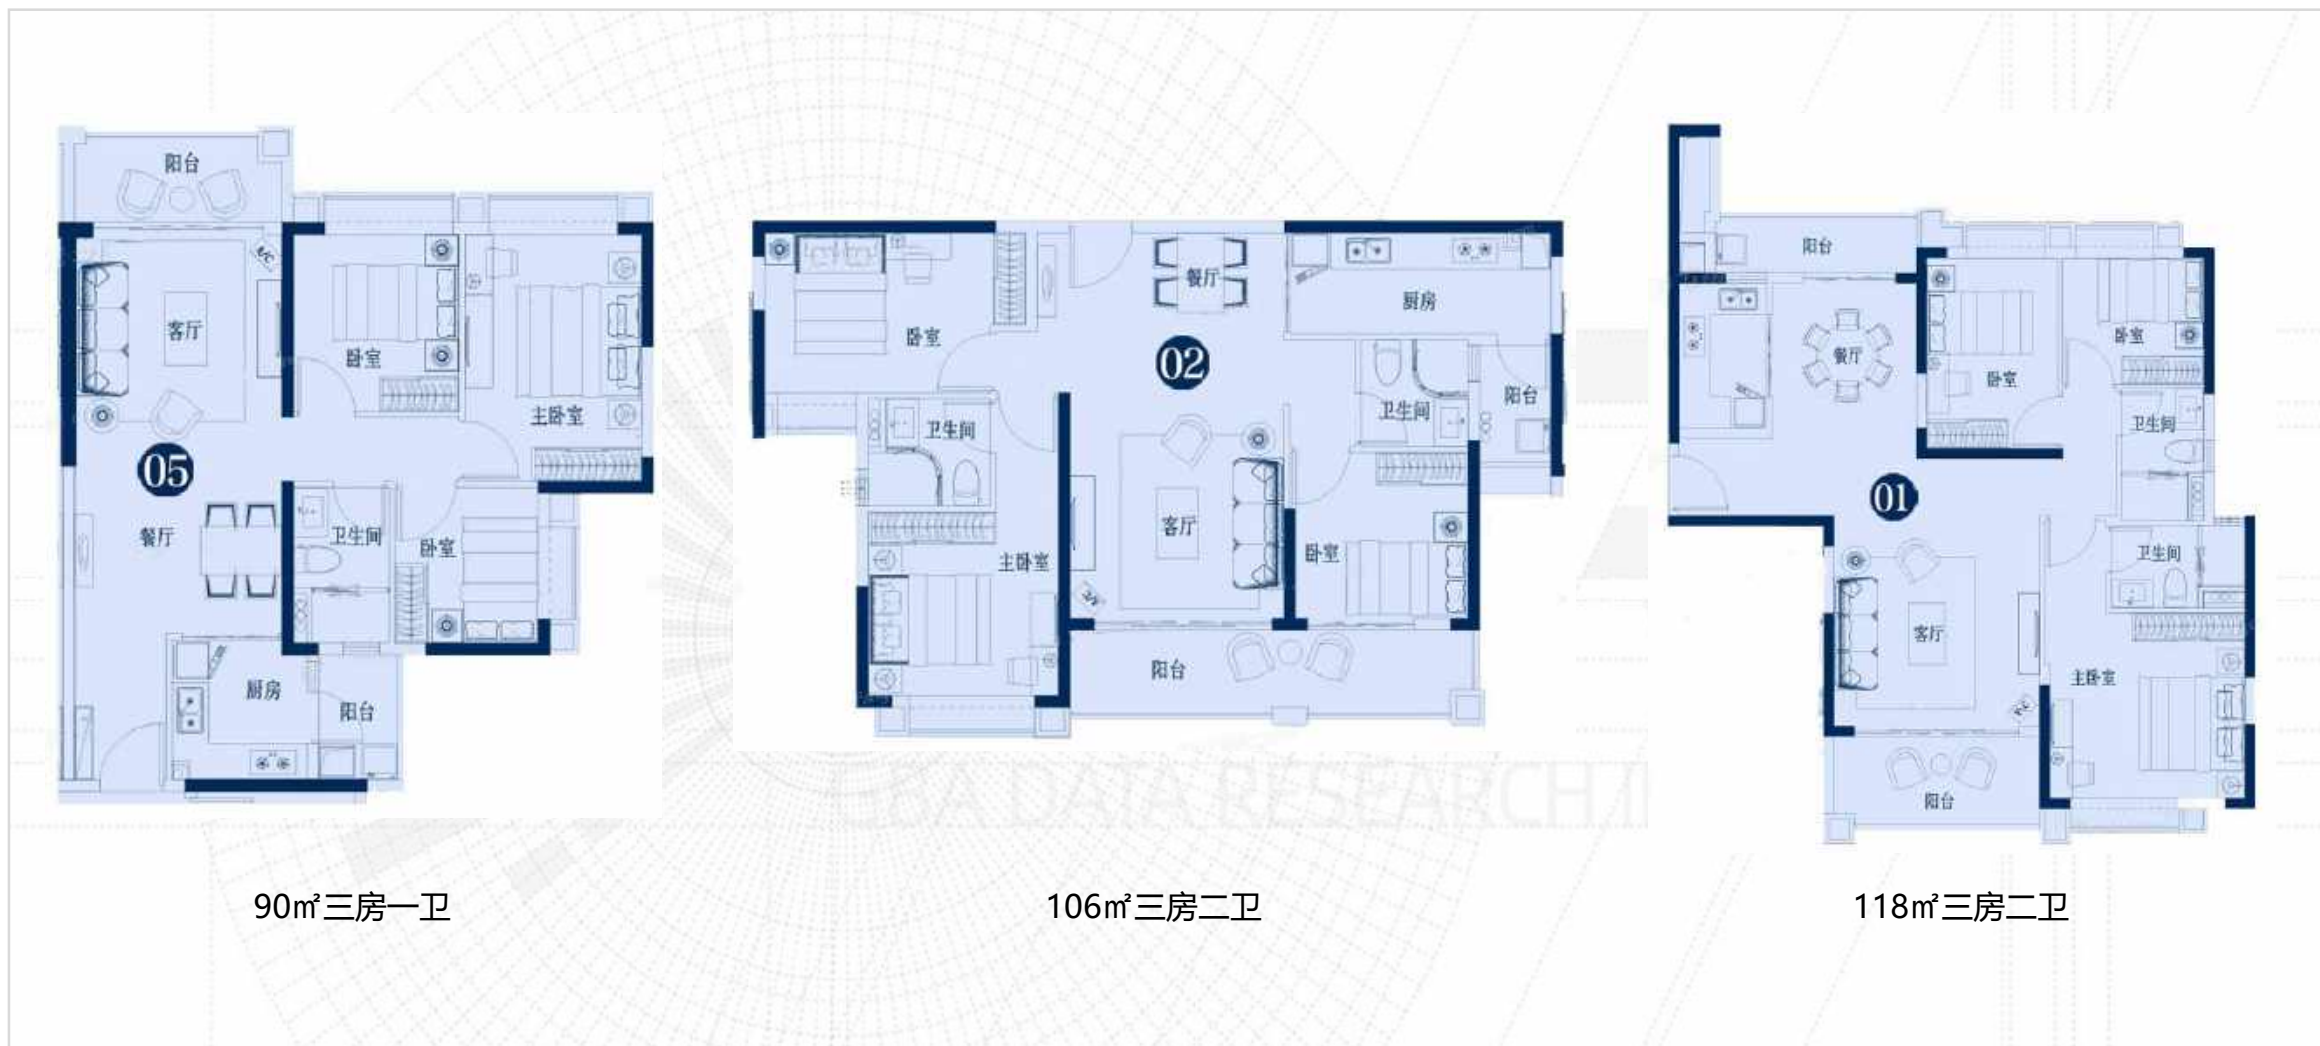 阳台
客厅
A/C
卧室
主卧室
05
餐厅
卫生间
卧室
厨房
阳台
90㎡三房一卫
餐厅
厨房
卧室
02
卫生间
阳台
卫生间
客厅
卧室
主卧室
A/C
阳台
106㎡三房二卫
阳台
餐厅
卧室
卧室
卫生间
01
卫生间
客厅
主卧室
A/C
阳台
118㎡三房二卫
GBA DATA RESEARCH